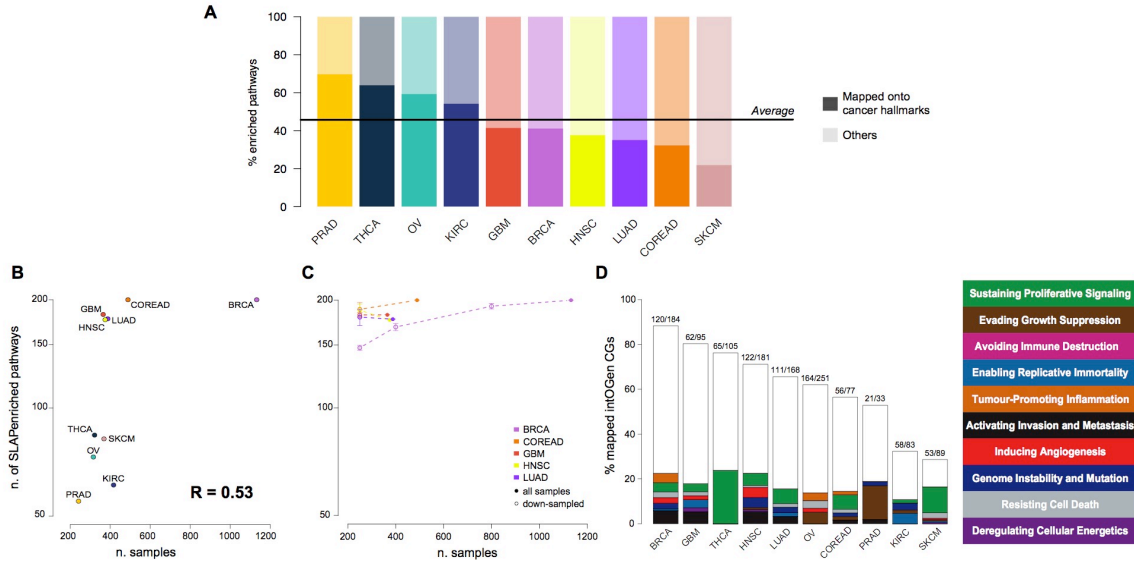 A
100
80
60
40
20
0
% enriched pathways
Average
Mapped onto
cancer hallmarks
Others
PRAD
THCA
OV
KIRC
GBM
BRCA
HNSC
LUAD
COREAD
SKCM
B
200
150
100
50
n. of SLAPenriched pathways
GBM
COREAD
BRCA
HNSC
LUAD
THCA
SKCM
OV
KIRC
PRAD
R = 0.53
200 400 600 800 1000 1200
n. samples
C
200
150
100
50
BRCA
COREAD
GBM
HNSC
LUAD
all samples
down-sampled
200 400 600 800 1000 1200
n. samples
D
100
80
60
40
20
0
% mapped intOGen CGs
120/184
62/95
65/105
122/181
111/168
164/251
56/77
21/33
58/83
53/89
BRCA
GBM
THCA
HNSC
LUAD
OV
COREAD
PRAD
KIRC
SKCM
Sustaining Proliferative Signaling
Evading Growth Suppression
Avoiding Immune Destruction
Enabling Replicative Immortality
Tumour-Promoting Inflammation
Activating Invasion and Metastasis
Inducing Angiogenesis
Genome Instability and Mutation
Resisting Cell Death
Deregulating Cellular Energetics